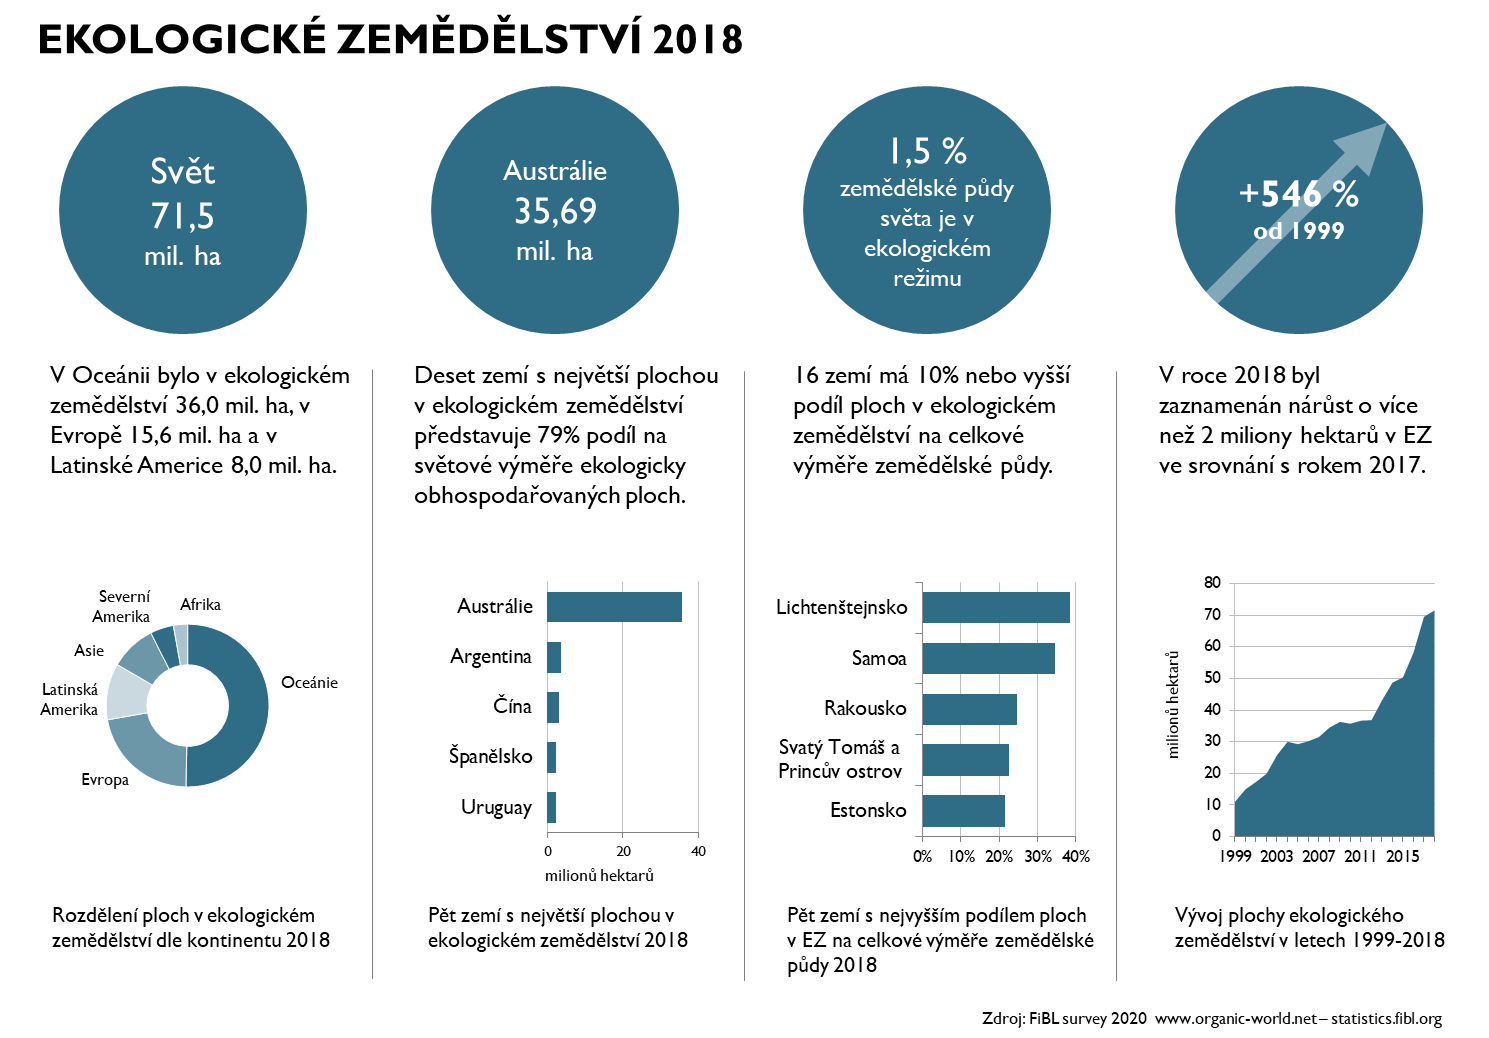 EKOLOGICKÉ ZEMĚDĚLSTVÍ 2018
Svět
71,5
mil. ha
Austrálie
35,69
mil. ha
1,5 %
zemědělské půdy
světa je v
ekologickém
režimu
+546 %
od 1999
V Oceánii bylo v ekologickém
zemědělství 36,0 mil. ha, v
Evropě 15,6 mil. ha a v
Latinské Americe 8,0 mil. ha.
Deset zemí s největší plochou
v ekologickém zemědělství
představuje 79% podíl na
světové výměře ekologicky
obhospodařovaných ploch.
16 zemí má 10% nebo vyšší
podíl ploch v ekologickém
zemědělství na celkové
výměře zemědělské půdy.
V roce 2018 byl
zaznamenán nárůst o více
než 2 miliony hektarů v EZ
ve srovnání s rokem 2017.
Severní
Amerika
Afrika
Asie
Latinská
Amerika
Oceánie
Evropa
Rozdělení ploch v ekologickém
zemědělství dle kontinentu 2018
Austrálie
Argentina
Čína
Španělsko
Uruguay
0 20 40
milionů hektarů
Pět zemí s největší plochou v
ekologickém zemědělství 2018
Lichtenštejnsko
Samoa
Rakousko
Svatý Tomáš a
Princův ostrov
Estonsko
0% 10% 20% 30% 40%
Pět zemí s nejvyšším podílem ploch
v EZ na celkové výměře zemědělské
půdy 2018
80
70
60
50
40
30
20
10
0
milionů hektarů
1999 2003 2007 2011 2015
Vývoj plochy ekologického
zemědělství v letech 1999-2018
Zdroj: FiBL survey 2020 www.organic-world.net – statistics.fibl.org